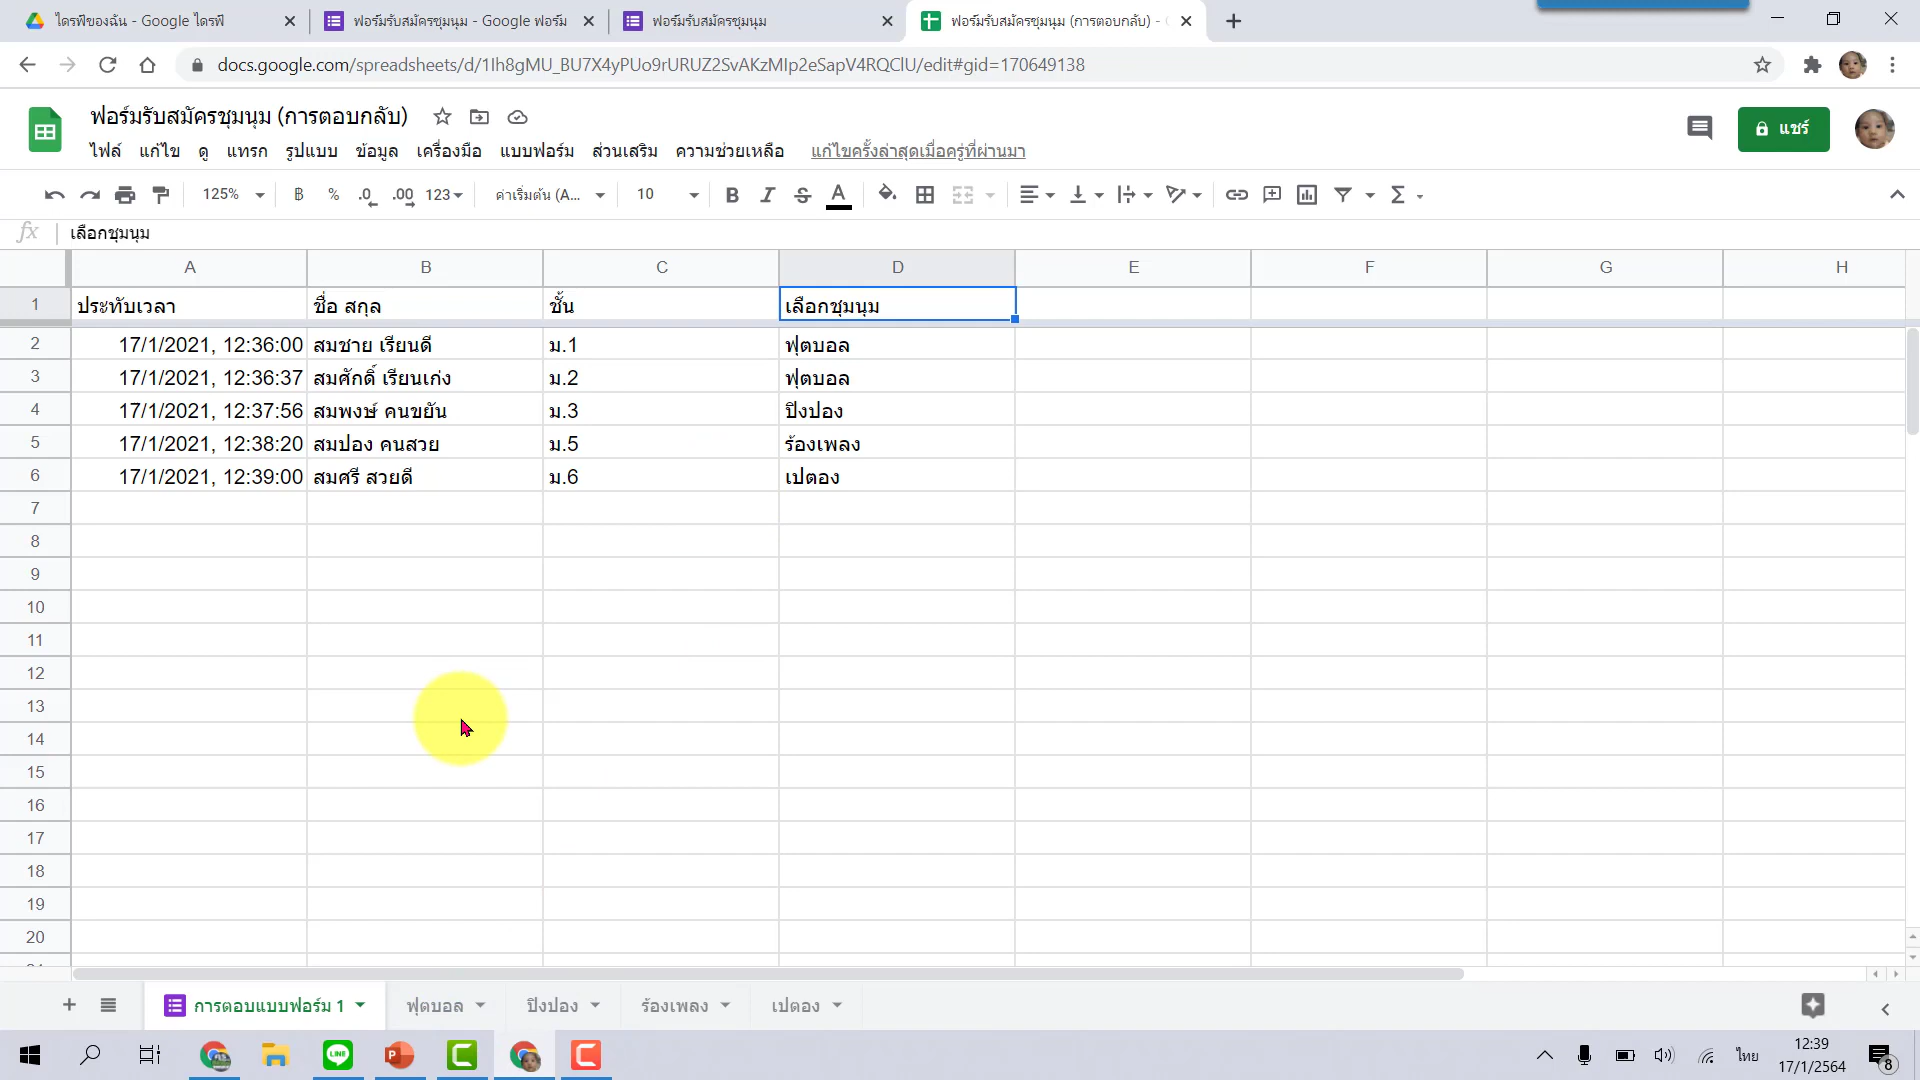 ไดรฟ์ของฉัน - Google ไดรฟ์
ฟอร์มรับสมัครชุมนุม - Google ฟอร์ม
ฟอร์มรับสมัครชุมนุม
ฟอร์มรับสมัครชุมนุม (การตอบกลับ) -
docs.google.com/spreadsheets/d/1Ih8gMU_BU7X4yPUo9rURUZ2SvAKzMIp2eSapV4RQClU/edit#gid=170649138
ฟอร์มรับสมัครชุมนุม (การตอบกลับ)
แชร์
ไฟล์ แก้ไข ดู แทรก รูปแบบ ข้อมูล เครื่องมือ แบบฟอร์ม ส่วนเสริม ความช่วยเหลือ แก้ไขครั้งล่าสุดเมื่อครู่ที่ผ่านมา
125% ฿ % .0 .00 123 ค่าเริ่มต้น (A... 10 B I S A Σ
fx เลือกชุมนุม
A B C D E F G H
1 ประทับเวลา ชื่อ สกุล ชั้น เลือกชุมนุม
2 17/1/2021, 12:36:00 สมชาย เรียนดี ม.1 ฟุตบอล
3 17/1/2021, 12:36:37 สมศักดิ์ เรียนเก่ง ม.2 ฟุตบอล
4 17/1/2021, 12:37:56 สมพงษ์ คนขยัน ม.3 ปิงปอง
5 17/1/2021, 12:38:20 สมปอง คนสวย ม.5 ร้องเพลง
6 17/1/2021, 12:39:00 สมศรี สวยดี ม.6 เปตอง
7
8
9
10
11
12
13
14
15
16
17
18
19
20
การตอบแบบฟอร์ม 1 ฟุตบอล ปิงปอง ร้องเพลง เปตอง
LINE
P
C
C
ไทย
12:39
17/1/2564
8